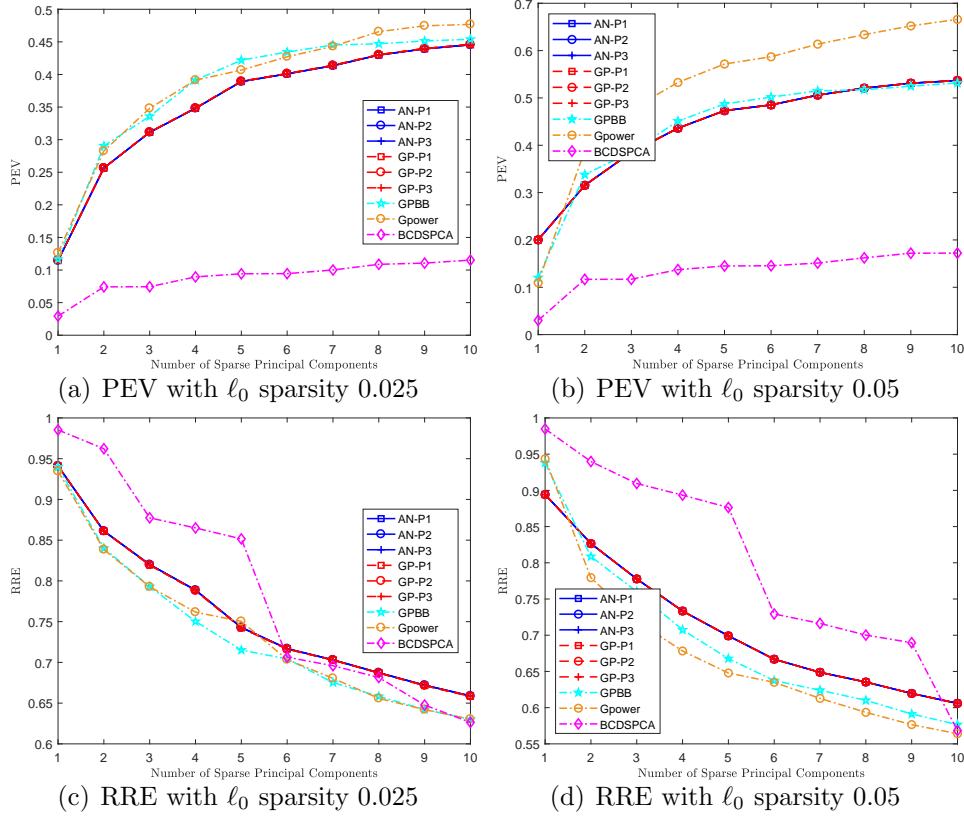 0.5
0.45
0.4
0.35
0.3
0.25
0.2
0.15
0.1
0.05
0
PEV
AN-P1
AN-P2
AN-P3
GP-P1
GP-P2
GP-P3
GPBB
Gpower
BCDSPCA
1 2 3 4 5 6 7 8 9 10
Number of Sparse Principal Components
(a) PEV with ℓ₀ sparsity 0.025
0.7
0.6
0.5
0.4
0.3
0.2
0.1
0
PEV
AN-P1
AN-P2
AN-P3
GP-P1
GP-P2
GP-P3
GPBB
Gpower
BCDSPCA
1 2 3 4 5 6 7 8 9 10
Number of Sparse Principal Components
(b) PEV with ℓ₀ sparsity 0.05
1
0.95
0.9
0.85
0.8
0.75
0.7
0.65
0.6
RRE
AN-P1
AN-P2
AN-P3
GP-P1
GP-P2
GP-P3
GPBB
Gpower
BCDSPCA
1 2 3 4 5 6 7 8 9 10
Number of Sparse Principal Components
(c) RRE with ℓ₀ sparsity 0.025
1
0.95
0.9
0.85
0.8
0.75
0.7
0.65
0.6
0.55
RRE
AN-P1
AN-P2
AN-P3
GP-P1
GP-P2
GP-P3
GPBB
Gpower
BCDSPCA
1 2 3 4 5 6 7 8 9 10
Number of Sparse Principal Components
(d) RRE with ℓ₀ sparsity 0.05